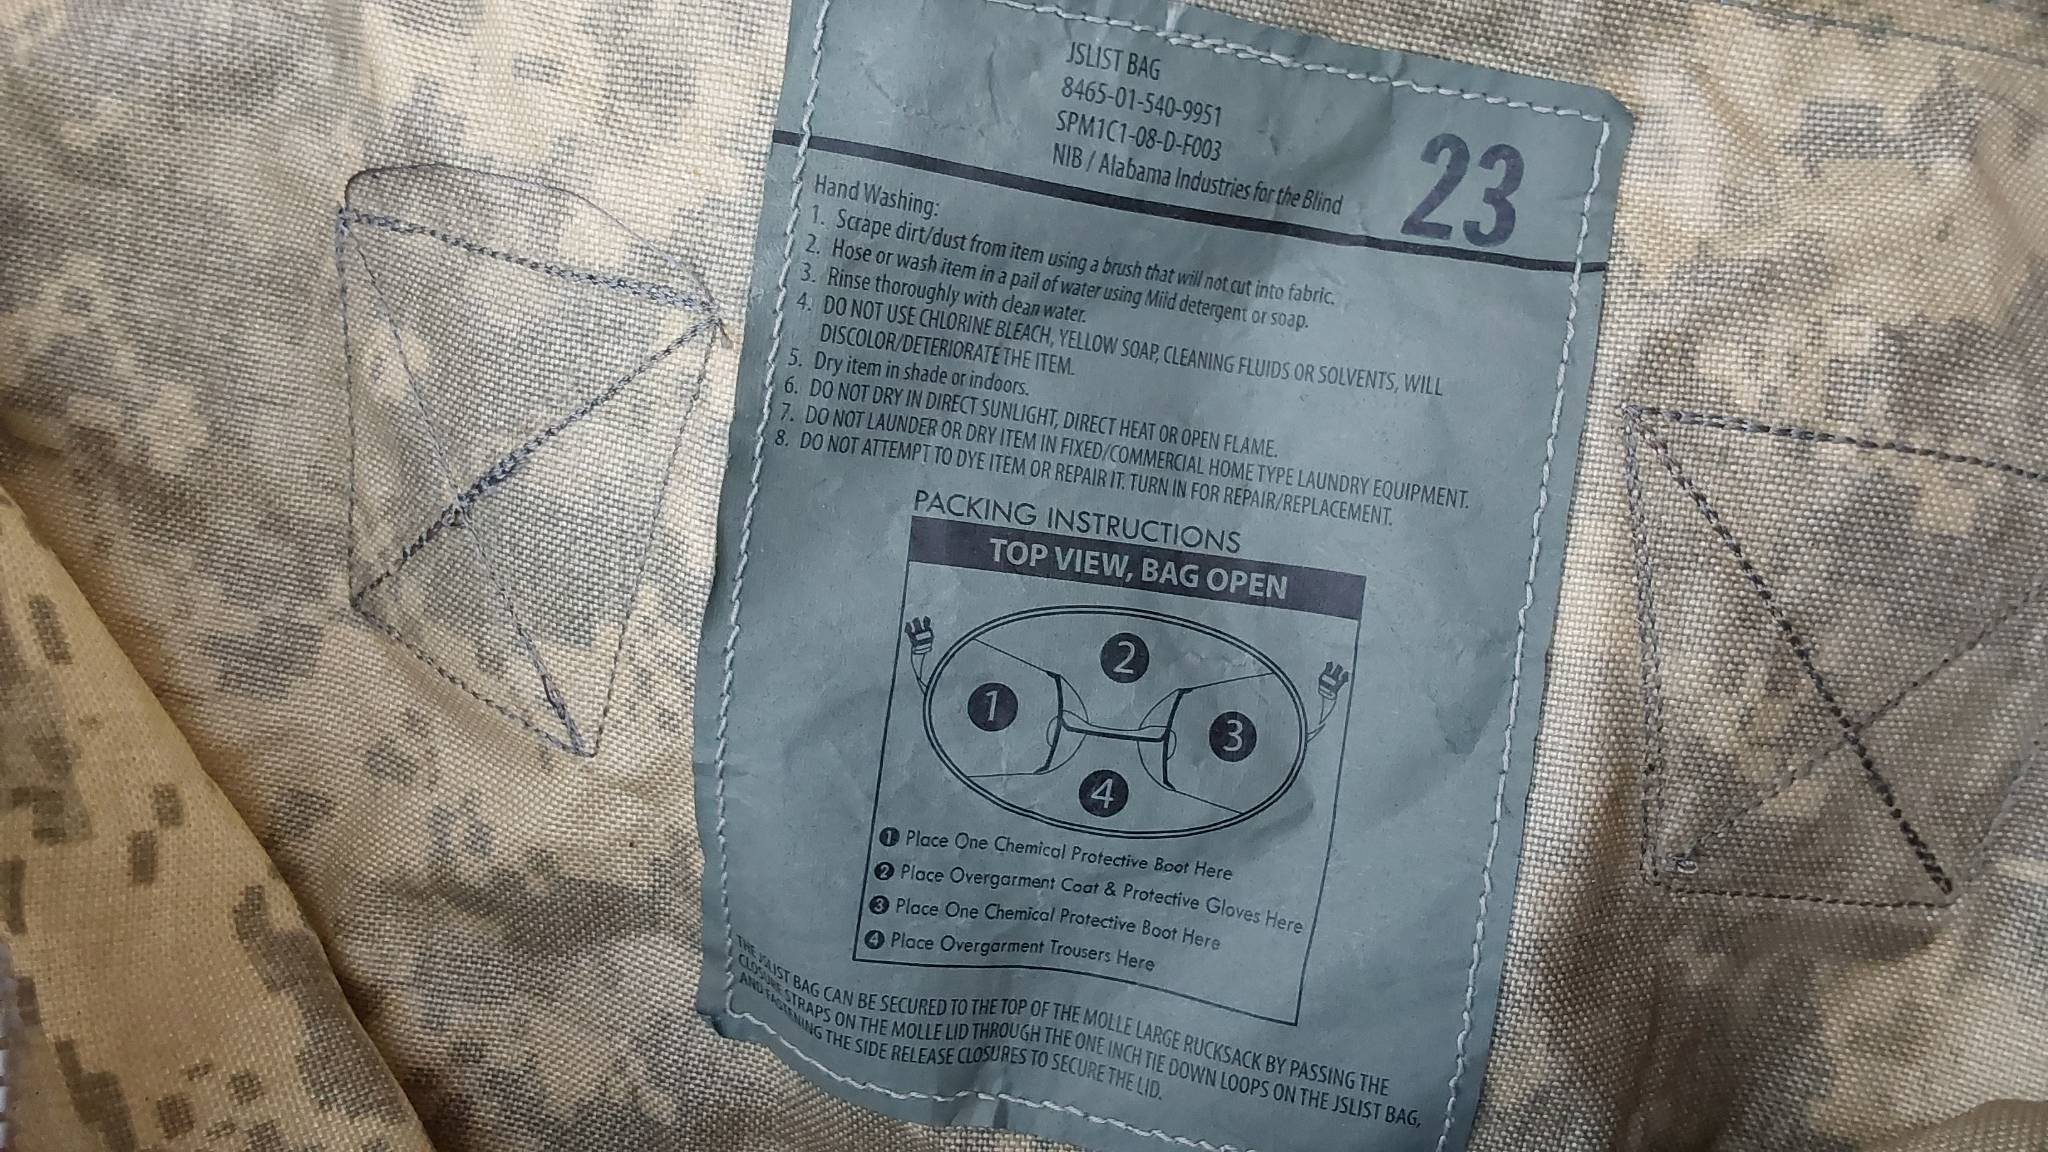 JSLIST BAG
8465-01-540-9951
SPM1C1-08-D-F003
NIB / Alabama Industries for the Blind
23
Hand Washing:
1. Scrape dirt/dust from item using a brush that will not cut into fabric.
2. Hose or wash item in a pail of water using Mild detergent or soap.
3. Rinse thoroughly with clean water.
4. DO NOT USE CHLORINE BLEACH, YELLOW SOAP, CLEANING FLUIDS OR SOLVENTS, WILL
DISCOLOR/DETERIORATE THE ITEM.
5. Dry item in shade or indoors.
6. DO NOT DRY IN DIRECT SUNLIGHT, DIRECT HEAT OR OPEN FLAME.
7. DO NOT LAUNDER OR DRY ITEM IN FIXED/COMMERCIAL HOME TYPE LAUNDRY EQUIPMENT.
8. DO NOT ATTEMPT TO DYE ITEM OR REPAIR IT. TURN IN FOR REPAIR/REPLACEMENT.
PACKING INSTRUCTIONS
TOP VIEW, BAG OPEN
2
1
3
4
1 Place One Chemical Protective Boot Here
2 Place Overgarment Coat & Protective Gloves Here
3 Place One Chemical Protective Boot Here
4 Place Overgarment Trousers Here
THE JSLIST BAG CAN BE SECURED TO THE TOP OF THE MOLLE LARGE RUCKSACK BY PASSING THE
CLOSURE STRAPS ON THE MOLLE LID THROUGH THE ONE INCH TIE DOWN LOOPS ON THE JSLIST BAG,
AND FASTENING THE SIDE RELEASE CLOSURES TO SECURE THE LID.